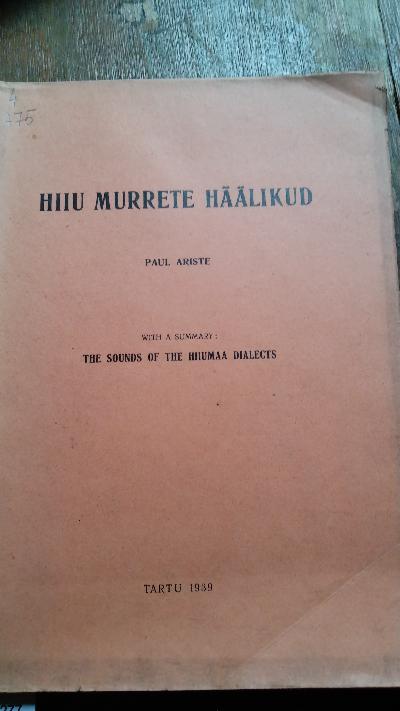 HIIU MURRETE HÄÄLIKUD
PAUL ARISTE
WITH A SUMMARY:
THE SOUNDS OF THE HIIUMAA DIALECTS
TARTU 1939